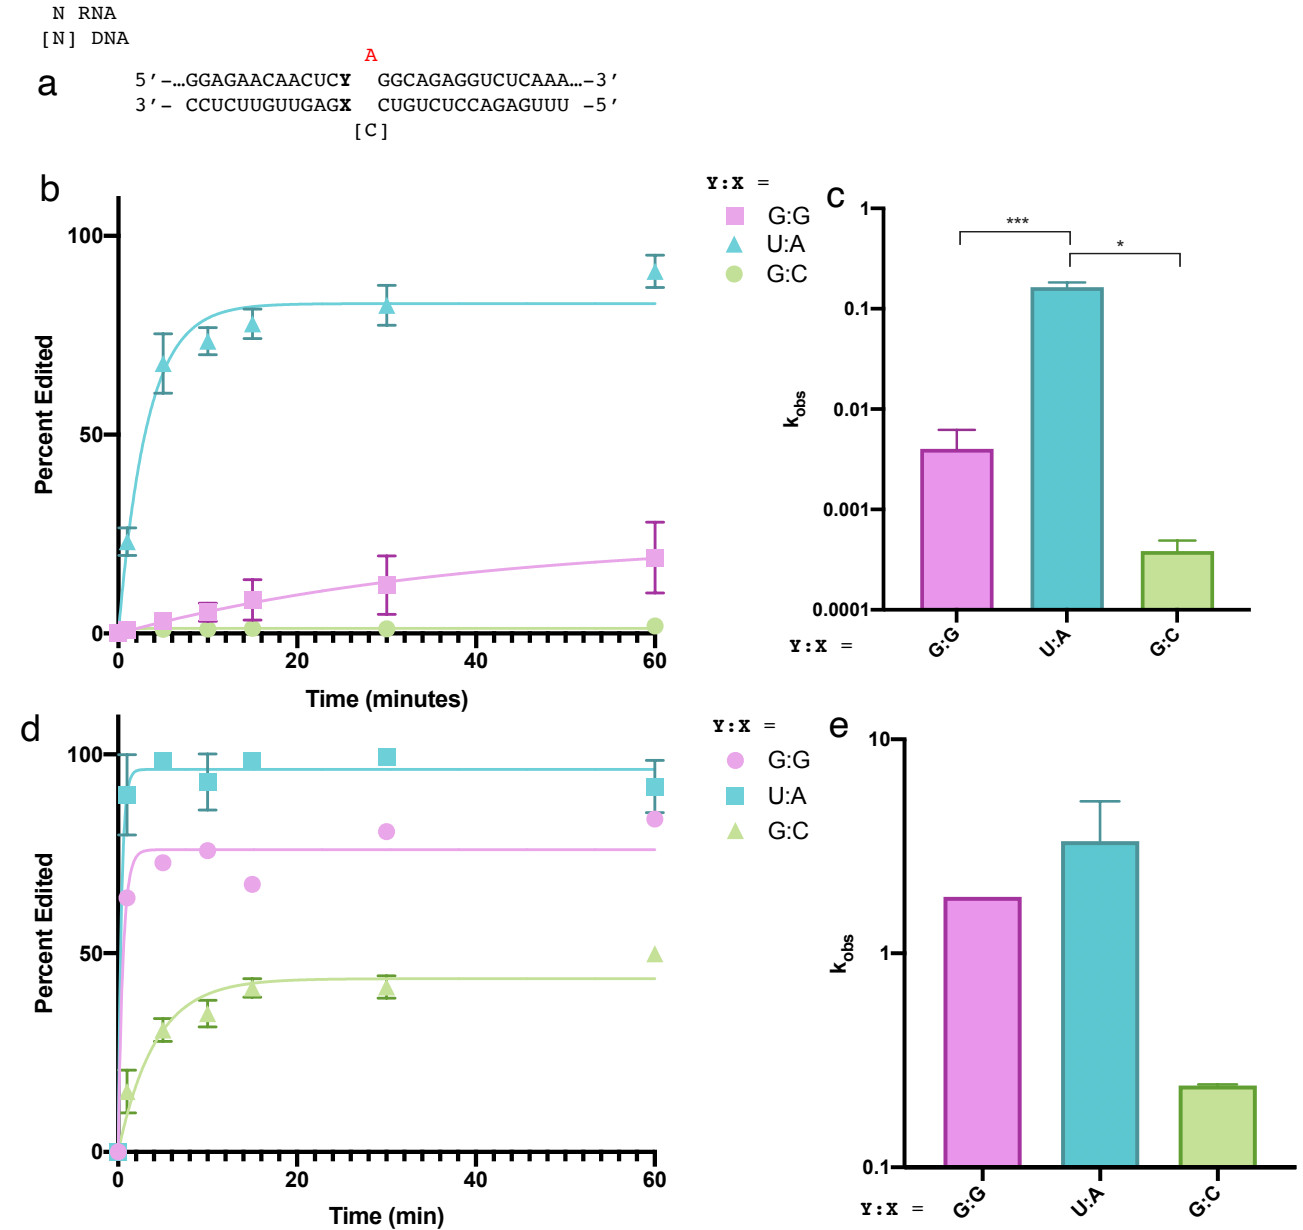 N RNA
[N] DNA
A
a
5’-…GGAGAACAACUCY GGCAGAGGUCUCAAA…-3’
3’- CCUCUUGUUGAGX CUGUCUCCAGAGUUU -5’
[C]
b
Y:X =
G:G
U:A
G:C
100
50
0
Percent Edited
0 20 40 60
Time (minutes)
c
1
0.1
0.01
0.001
0.0001
kobs
***
*
Y:X =
G:G U:A G:C
d
Y:X =
G:G
U:A
G:C
100
50
0
Percent Edited
0 20 40 60
Time (min)
e
10
1
0.1
kobs
Y:X =
G:G U:A G:C